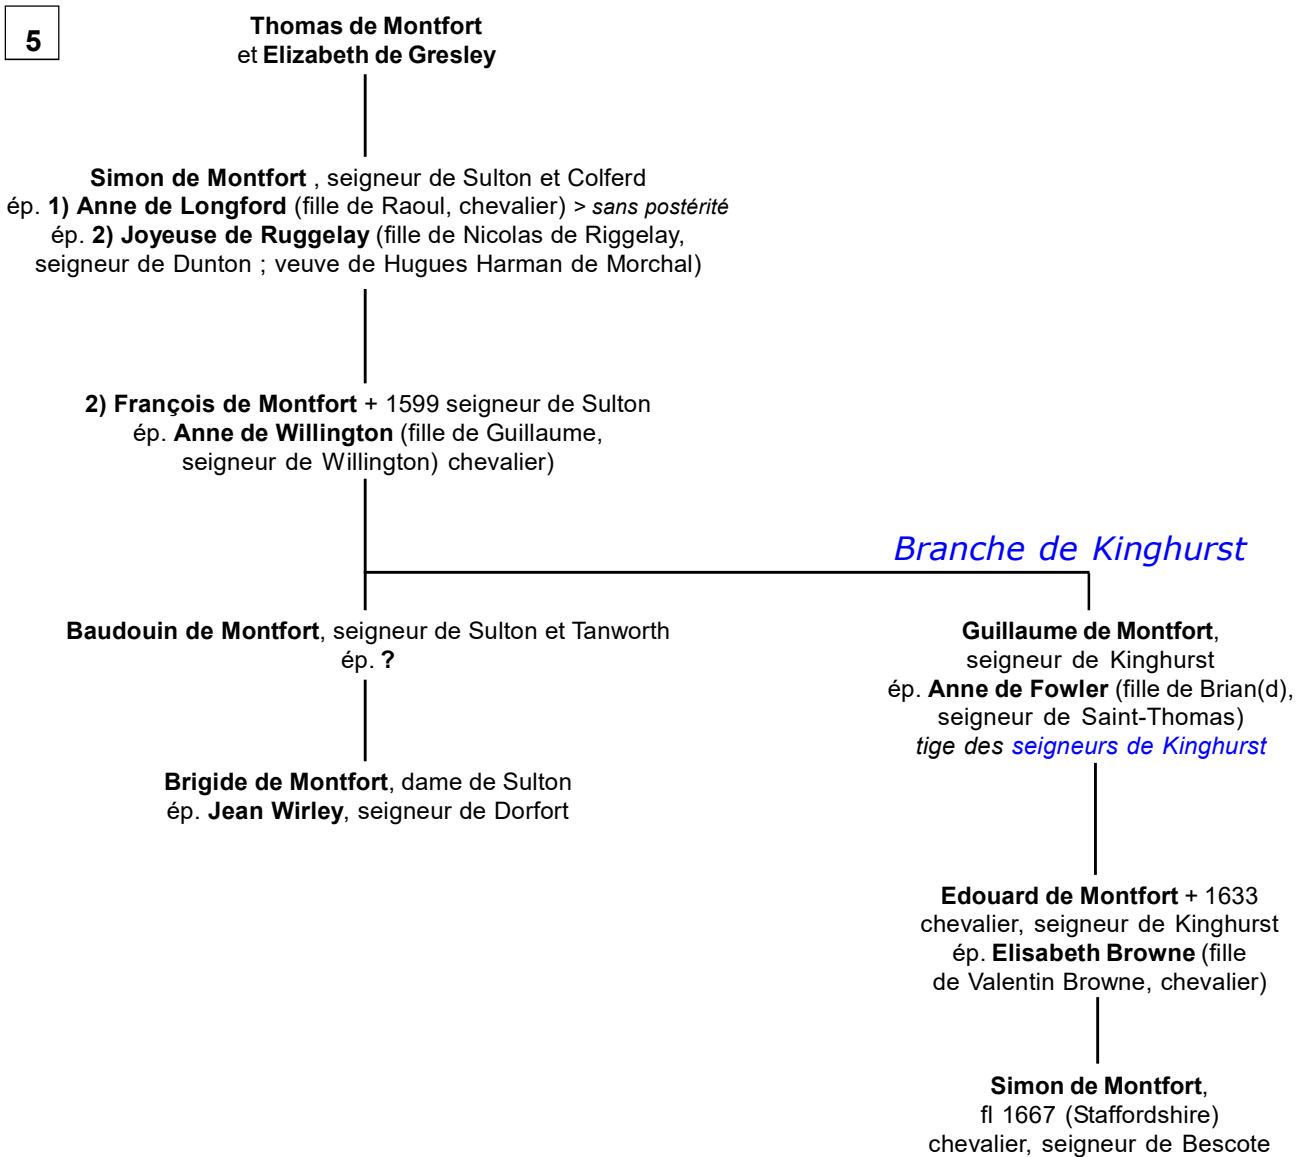 5
Thomas de Montfort
et Elizabeth de Gresley
Simon de Montfort , seigneur de Sulton et Colferd
ép. 1) Anne de Longford (fille de Raoul, chevalier) > sans postérité
ép. 2) Joyeuse de Ruggelay (fille de Nicolas de Riggelay,
seigneur de Dunton ; veuve de Hugues Harman de Morchal)
2) François de Montfort + 1599 seigneur de Sulton
ép. Anne de Willington (fille de Guillaume,
seigneur de Willington) chevalier)
Branche de Kinghurst
Baudouin de Montfort, seigneur de Sulton et Tanworth
ép. ?
Brigide de Montfort, dame de Sulton
ép. Jean Wirley, seigneur de Dorfort
Guillaume de Montfort,
seigneur de Kinghurst
ép. Anne de Fowler (fille de Brian(d),
seigneur de Saint-Thomas)
tige des seigneurs de Kinghurst
Edouard de Montfort + 1633
chevalier, seigneur de Kinghurst
ép. Elisabeth Browne (fille
de Valentin Browne, chevalier)
Simon de Montfort,
fl 1667 (Staffordshire)
chevalier, seigneur de Bescote